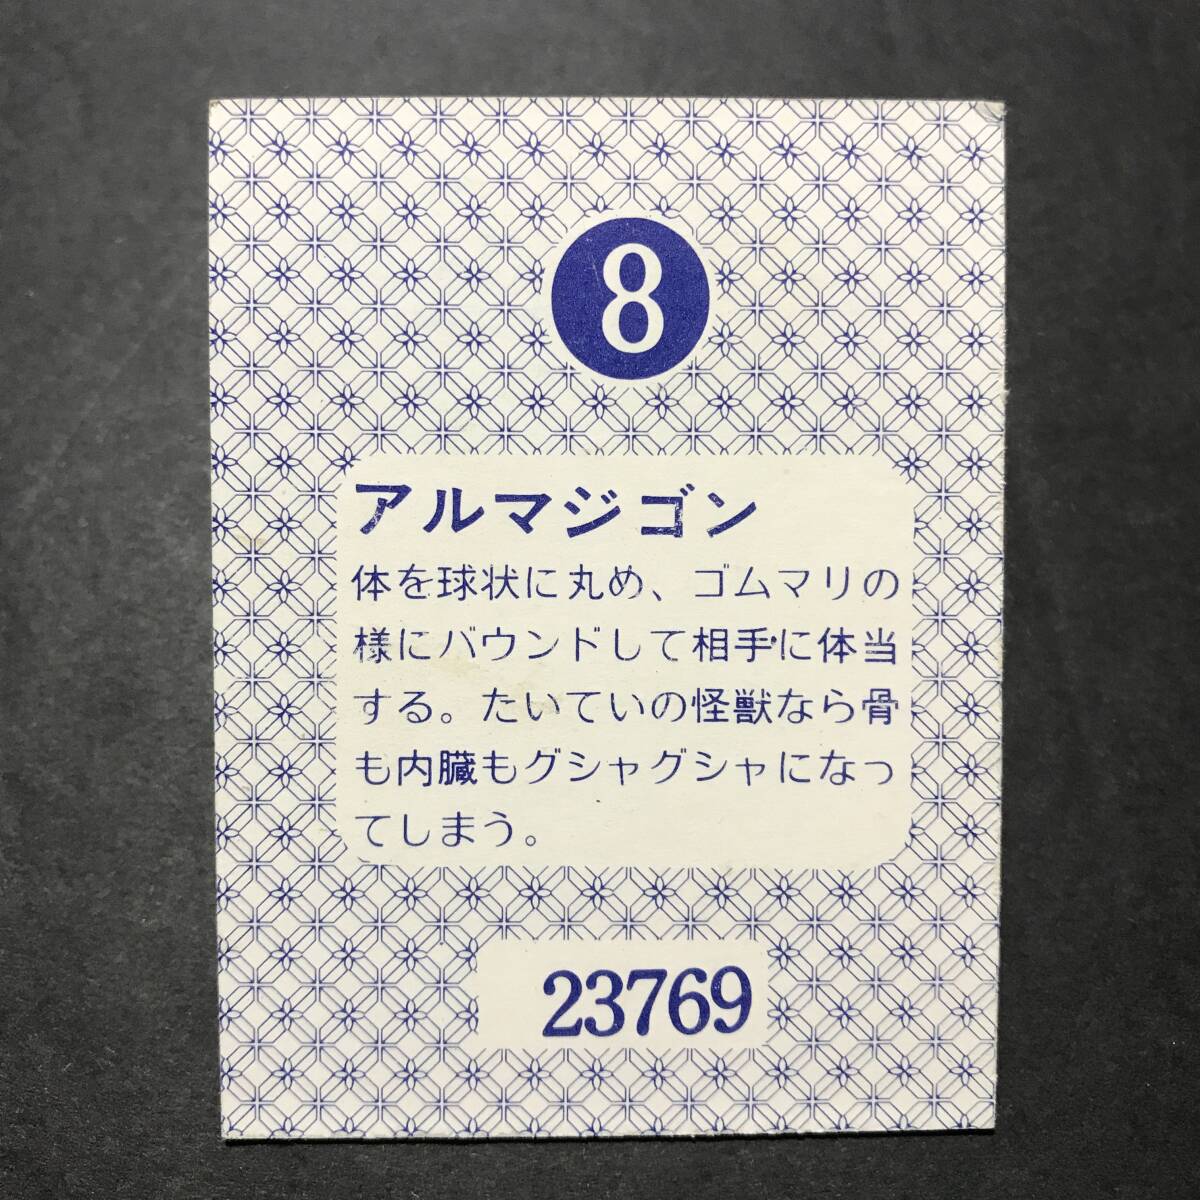 8
アルマジゴン
体を球状に丸め、ゴムマリの
様にバウンドして相手に体当
する。たいていの怪獣なら骨
も内臓もグシャグシャになっ
てしまう。
23769